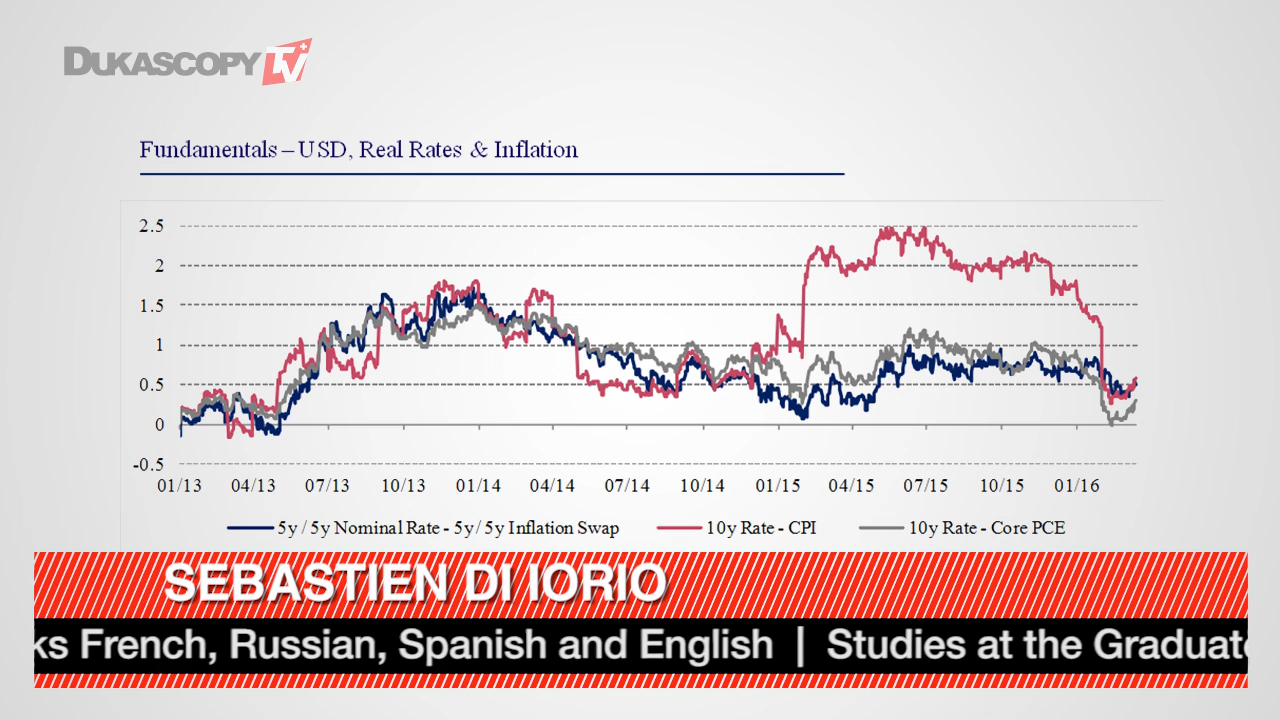 DUKASCOPY TV
Fundamentals – USD, Real Rates & Inflation
2.5
2
1.5
1
0.5
0
-0.5
01/13 04/13 07/13 10/13 01/14 04/14 07/14 10/14 01/15 04/15 07/15 10/15 01/16
5y / 5y Nominal Rate - 5y / 5y Inflation Swap 10y Rate - CPI 10y Rate - Core PCE
SEBASTIEN DI IORIO
ks French, Russian, Spanish and English | Studies at the Graduate